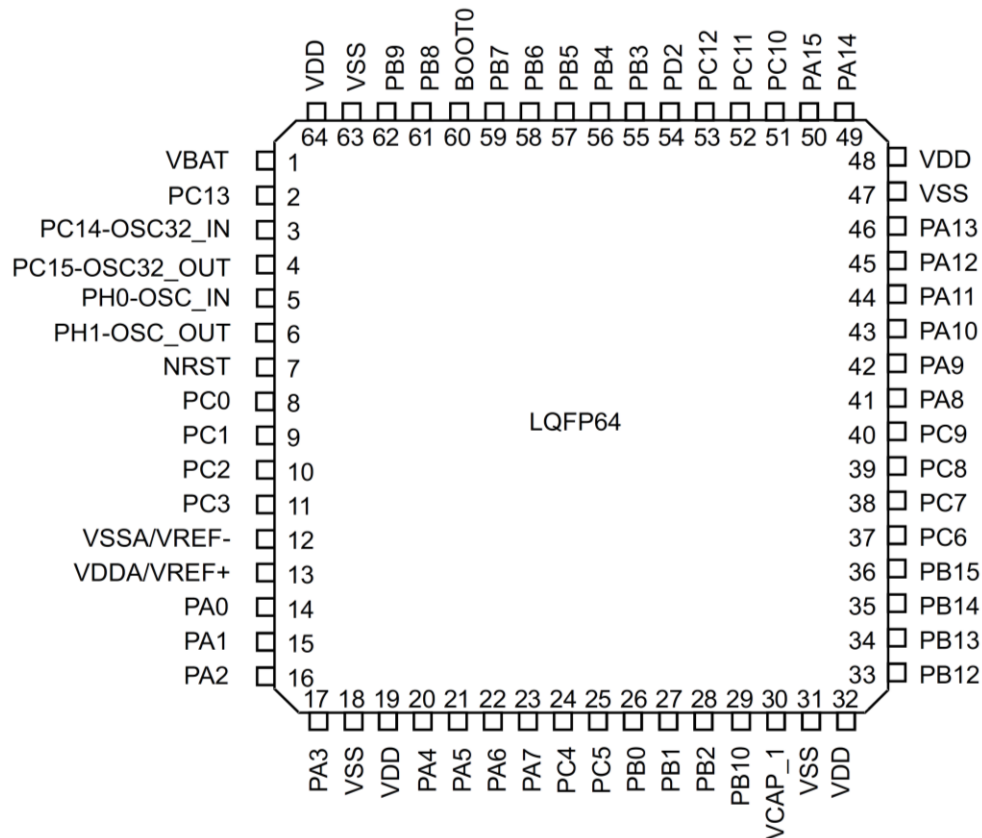 VDD VSS PB9 PB8 BOOT0 PB7 PB6 PB5 PB4 PB3 PD2 PC12 PC11 PC10 PA15 PA14
64 63 62 61 60 59 58 57 56 55 54 53 52 51 50 49
VBAT 1 48 VDD
PC13 2 47 VSS
PC14-OSC32_IN 3 46 PA13
PC15-OSC32_OUT 4 45 PA12
PH0-OSC_IN 5 44 PA11
PH1-OSC_OUT 6 43 PA10
NRST 7 42 PA9
PC0 8 41 PA8
LQFP64
PC1 9 40 PC9
PC2 10 39 PC8
PC3 11 38 PC7
VSSA/VREF- 12 37 PC6
VDDA/VREF+ 13 36 PB15
PA0 14 35 PB14
PA1 15 34 PB13
PA2 16 33 PB12
17 18 19 20 21 22 23 24 25 26 27 28 29 30 31 32
PA3 VSS VDD PA4 PA5 PA6 PA7 PC4 PC5 PB0 PB1 PB2 PB10 VCAP_1 VSS VDD